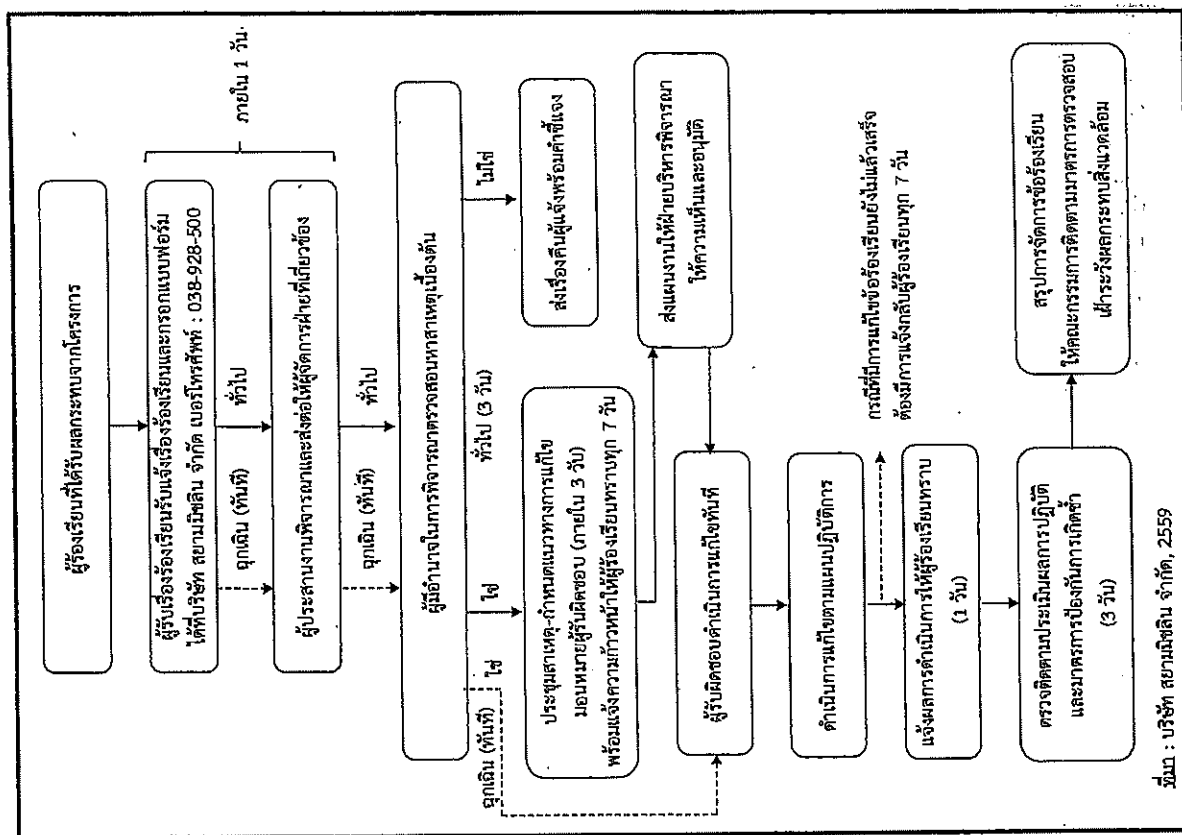 ผู้ร้องเรียนที่ได้รับผลกระทบจากโครงการ
ผู้รับเรื่องร้องเรียนรับแจ้งเรื่องร้องเรียนและกรอกแบบฟอร์ม
ได้ที่บริษัท สยามมิชลิน จำกัด เบอร์โทรศัพท์ : 038-928-500
ภายใน 1 วัน
ฉุกเฉิน (ทันที)
ทั่วไป
ผู้ประสานงานพิจารณาและส่งต่อให้ผู้จัดการฝ่ายที่เกี่ยวข้อง
ฉุกเฉิน (ทันที)
ทั่วไป
ผู้มีอำนาจในการพิจารณาตรวจสอบหาสาเหตุเบื้องต้น
ฉุกเฉิน (ทันที)
ใช่
ใช่
ทั่วไป (3 วัน)
ไม่ใช่
ส่งเรื่องคืนผู้แจ้งพร้อมคำชี้แจง
ประชุมสาเหตุ-กำหนดแนวทางการแก้ไข
มอบหมายผู้รับผิดชอบ (ภายใน 3 วัน)
พร้อมแจ้งความก้าวหน้าให้ผู้ร้องเรียนทราบทุก 7 วัน
ส่งแผนงานให้ฝ่ายบริหารพิจารณา
ให้ความเห็นและอนุมัติ
ผู้รับผิดชอบดำเนินการแก้ไขทันที
ดำเนินการแก้ไขตามแผนปฏิบัติการ
กรณีที่มีการแก้ไขข้อร้องเรียนยังไม่แล้วเสร็จ
ต้องมีการแจ้งกลับผู้ร้องเรียนทุก 7 วัน
แจ้งผลการดำเนินการให้ผู้ร้องเรียนทราบ
(1 วัน)
ตรวจติดตามประเมินผลการปฏิบัติ
และมาตรการป้องกันการเกิดซ้ำ
(3 วัน)
สรุปการจัดการข้อร้องเรียน
ให้คณะกรรมการติดตามมาตรการตรวจสอบ
เฝ้าระวังผลกระทบสิ่งแวดล้อม
ที่มา : บริษัท สยามมิชลิน จำกัด, 2559